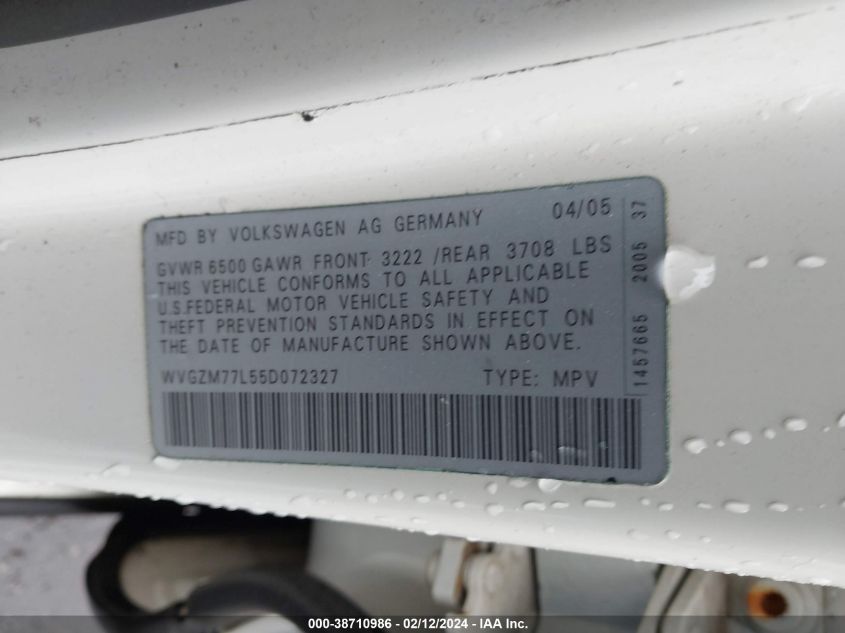 MFD BY VOLKSWAGEN AG GERMANY 04/05
GVWR 6500 GAWR FRONT 3222 /REAR 3708 LBS
THIS VEHICLE CONFORMS TO ALL APPLICABLE
U.S.FEDERAL MOTOR VEHICLE SAFETY AND
THEFT PREVENTION STANDARDS IN EFFECT ON
THE DATE OF MANUFACTURE SHOWN ABOVE.
WVGZM77L55D072327 TYPE: MPV
1457665 2005 37
000-38710986 - 02/12/2024 - IAA Inc.